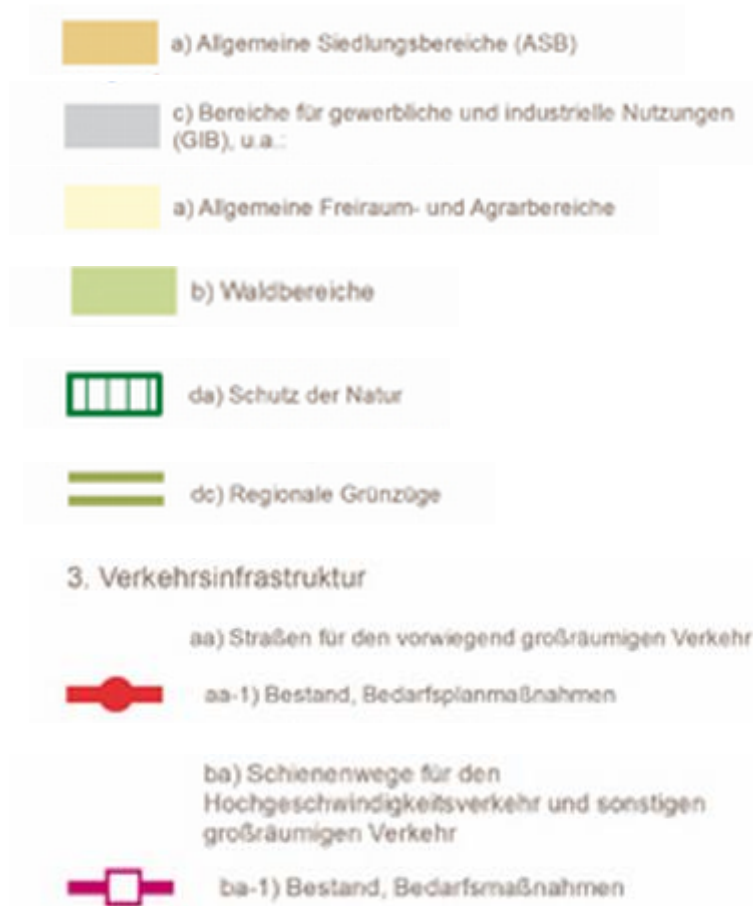 a) Allgemeine Siedlungsbereiche (ASB)
c) Bereiche für gewerbliche und industrielle Nutzungen
(GIB), u.a.:
a) Allgemeine Freiraum- und Agrarbereiche
b) Waldbereiche
da) Schutz der Natur
dc) Regionale Grünzüge
3. Verkehrsinfrastruktur
aa) Straßen für den vorwiegend großräumigen Verkehr
aa-1) Bestand, Bedarfsplanmaßnahmen
ba) Schienenwege für den
Hochgeschwindigkeitsverkehr und sonstigen
großräumigen Verkehr
ba-1) Bestand, Bedarfsmaßnahmen